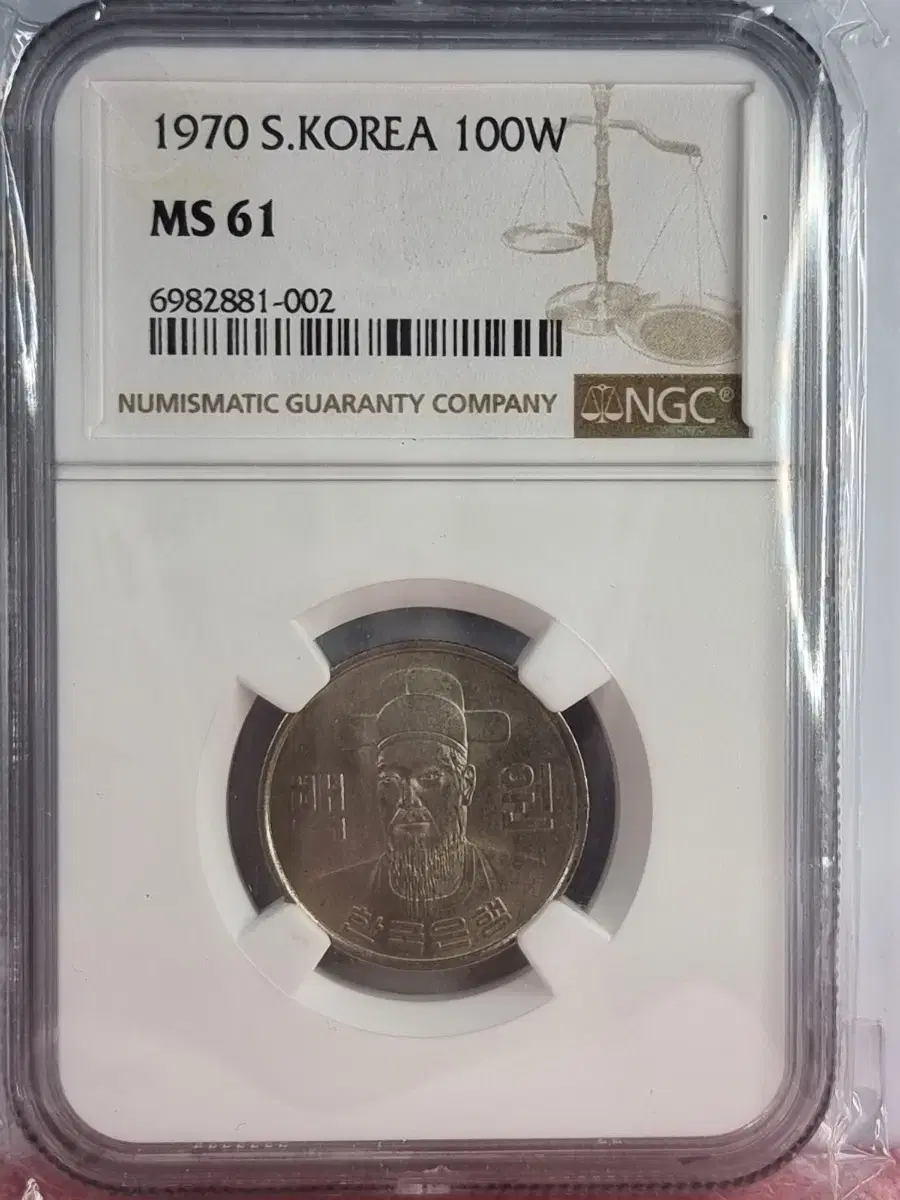 1970 S.KOREA 100W
MS 61
6982881-002
NUMISMATIC GUARANTY COMPANY NGC®
백 원
한국은행